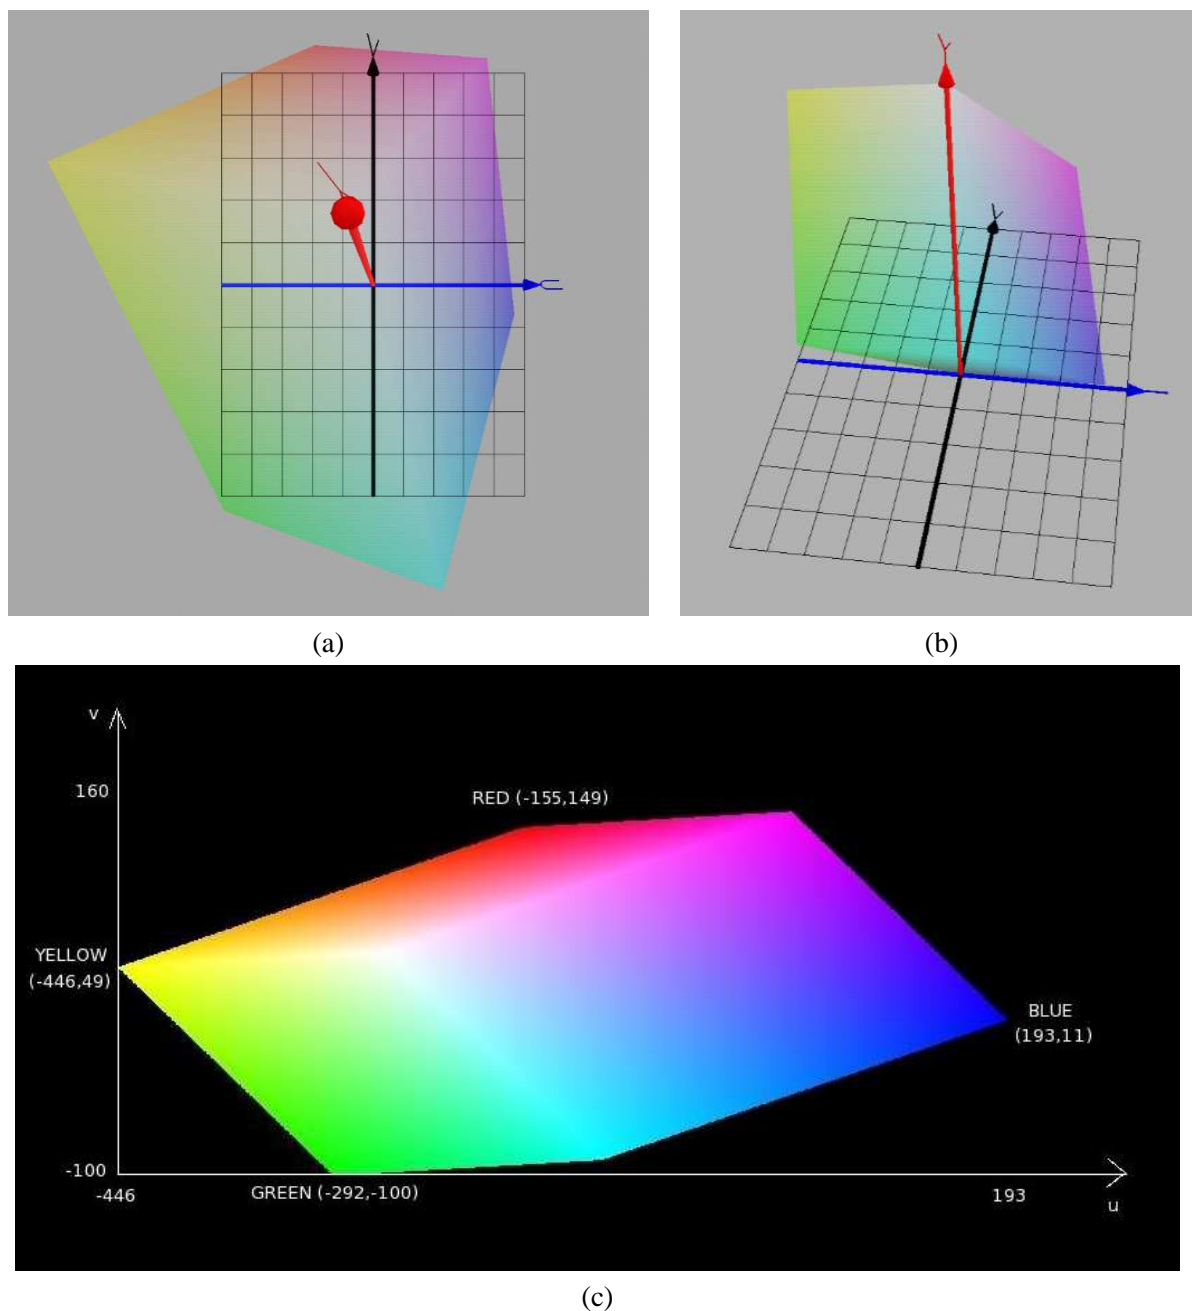 V
Y
U
Y
V
(a)
(b)
v
160
RED (-155,149)
YELLOW
(-446,49)
BLUE
(193,11)
-100
-446
GREEN (-292,-100)
193
u
(c)